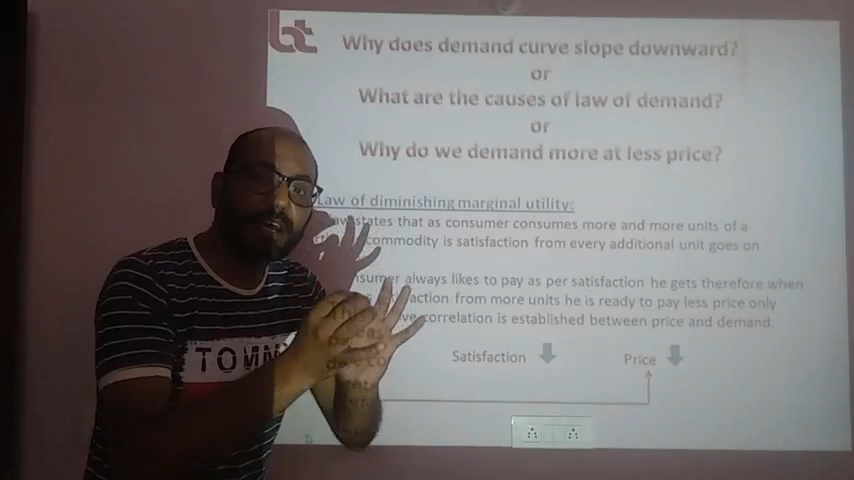 bt
Why does demand curve slope downward?
or
What are the causes of law of demand?
or
Why do we demand more at less price?
Law of diminishing marginal utility:
states that as consumer consumes more and more units of a
commodity is satisfaction from every additional unit goes on
always likes to pay as per satisfaction he gets therefore when
from more units he is ready to pay less price only
correlation is established between price and demand.
Satisfaction Price
TOMM